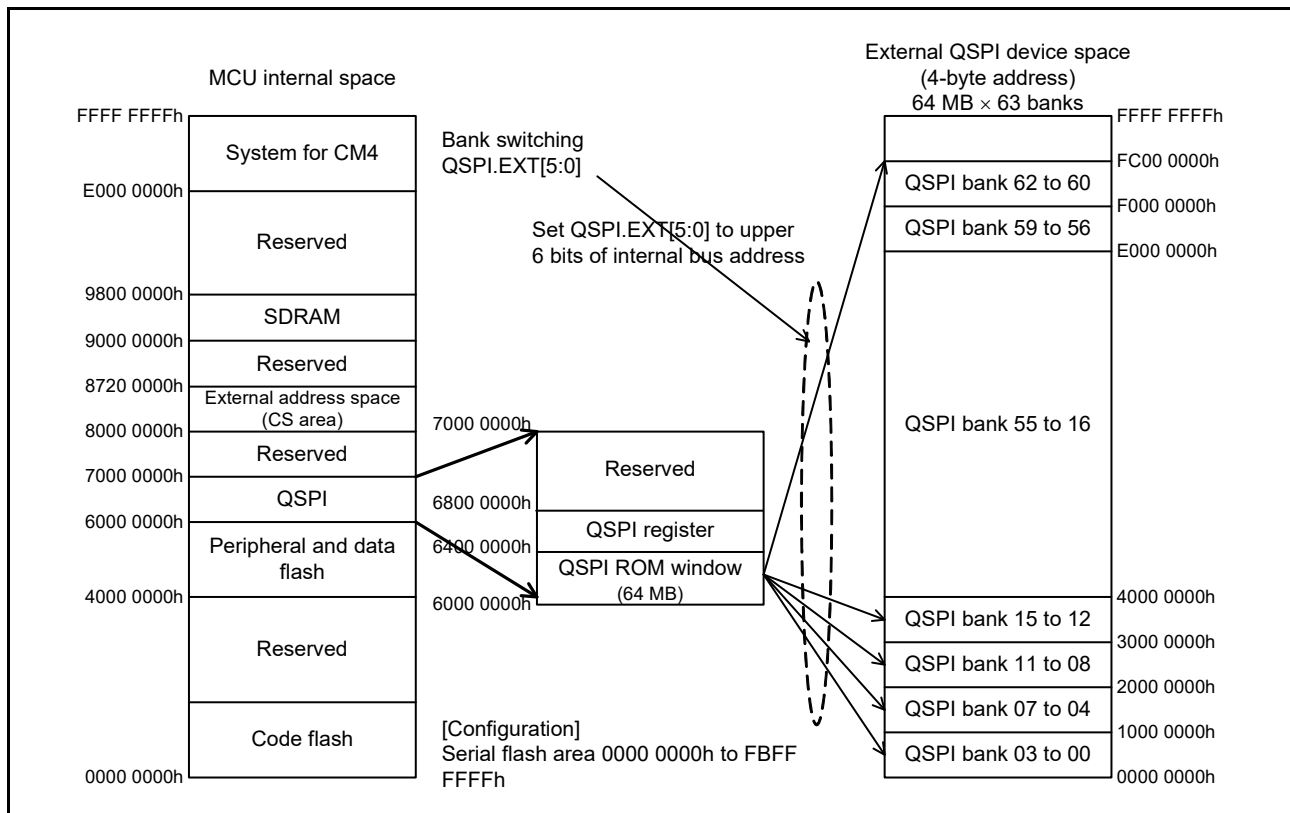 MCU internal space
FFFF FFFFh
System for CM4
E000 0000h
Reserved
9800 0000h
SDRAM
9000 0000h
Reserved
8720 0000h
External address space
(CS area)
8000 0000h
Reserved
7000 0000h
QSPI
6000 0000h
Peripheral and data
flash
4000 0000h
Reserved
Code flash
0000 0000h
Bank switching
QSPI.EXT[5:0]
Set QSPI.EXT[5:0] to upper
6 bits of internal bus address
7000 0000h
Reserved
6800 0000h
QSPI register
6400 0000h
QSPI ROM window
(64 MB)
6000 0000h
[Configuration]
Serial flash area 0000 0000h to FBFF
FFFFh
External QSPI device space
(4-byte address)
64 MB × 63 banks
FFFF FFFFh
FC00 0000h
QSPI bank 62 to 60
F000 0000h
QSPI bank 59 to 56
E000 0000h
QSPI bank 55 to 16
4000 0000h
QSPI bank 15 to 12
3000 0000h
QSPI bank 11 to 08
2000 0000h
QSPI bank 07 to 04
1000 0000h
QSPI bank 03 to 00
0000 0000h